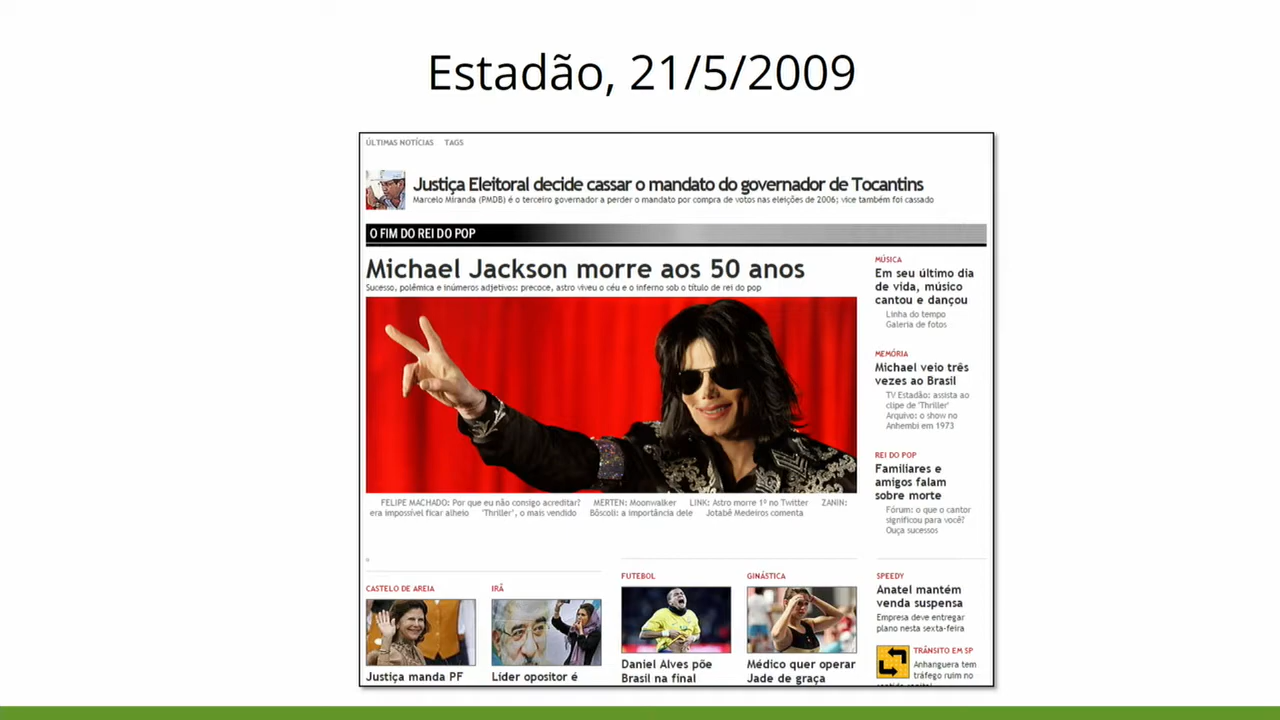 Estadão, 21/5/2009
ÚLTIMAS NOTÍCIAS TAGS
Justiça Eleitoral decide cassar o mandato do governador de Tocantins
Marcelo Miranda (PMDB) é o terceiro governador a perder o mandato por compra de votos nas eleições de 2006; vice também foi cassado
O FIM DO REI DO POP
Michael Jackson morre aos 50 anos
Sucesso, polêmica e inúmeros adjetivos: precoce, astro viveu o céu e o inferno sob o título de rei do pop
FELIPE MACHADO: Por que eu não consigo acreditar? MERTEN: Moonwalker LINK: Astro morre 1º no Twitter ZANIN:
era impossível ficar alheio 'Thriller', o mais vendido Bôscoli: a importância dele Jotabê Medeiros comenta
MÚSICA
Em seu último dia
de vida, músico
cantou e dançou
Linha do tempo
Galeria de fotos
MEMÓRIA
Michael veio três
vezes ao Brasil
TV Estadão: assista ao
clipe de 'Thriller'
Arquivo: o show no
Anhembi em 1973
REI DO POP
Familiares e
amigos falam
sobre morte
Fórum: o que o cantor
significou para você?
Ouça sucessos
CASTELO DE AREIA
Justiça manda PF
IRÃ
Líder opositor é
FUTEBOL
Daniel Alves põe
Brasil na final
GINÁSTICA
Médico quer operar
Jade de graça
SPEEDY
Anatel mantém
venda suspensa
Empresa deve entregar
plano nesta sexta-feira
TRÂNSITO EM SP
Anhanguera tem
tráfego ruim no